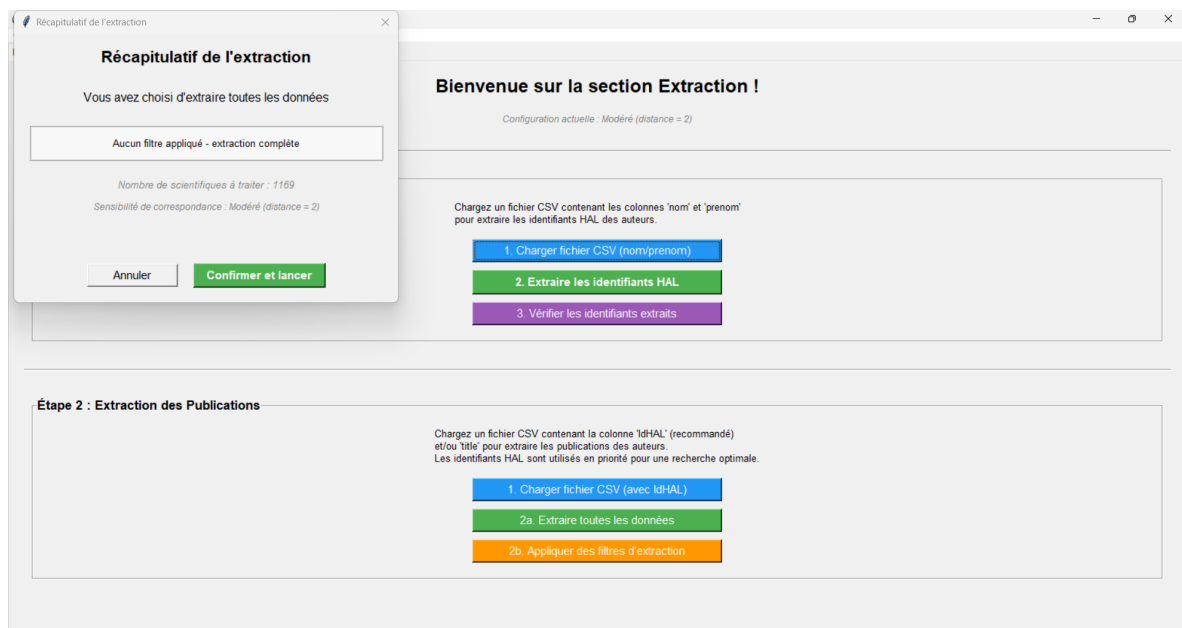 Récapitulatif de l'extraction
Récapitulatif de l'extraction
Vous avez choisi d'extraire toutes les données
Aucun filtre appliqué - extraction complète
Nombre de scientifiques à traiter : 1169
Sensibilité de correspondance : Modéré (distance = 2)
Annuler
Confirmer et lancer
Bienvenue sur la section Extraction !
Configuration actuelle : Modéré (distance = 2)
Chargez un fichier CSV contenant les colonnes 'nom' et 'prenom'
pour extraire les identifiants HAL des auteurs.
1. Charger fichier CSV (nom/prenom)
2. Extraire les identifiants HAL
3. Vérifier les identifiants extraits
Étape 2 : Extraction des Publications
Chargez un fichier CSV contenant la colonne 'IdHAL' (recommandé)
et/ou 'title' pour extraire les publications des auteurs.
Les identifiants HAL sont utilisés en priorité pour une recherche optimale.
1. Charger fichier CSV (avec IdHAL)
2a. Extraire toutes les données
2b. Appliquer des filtres d'extraction